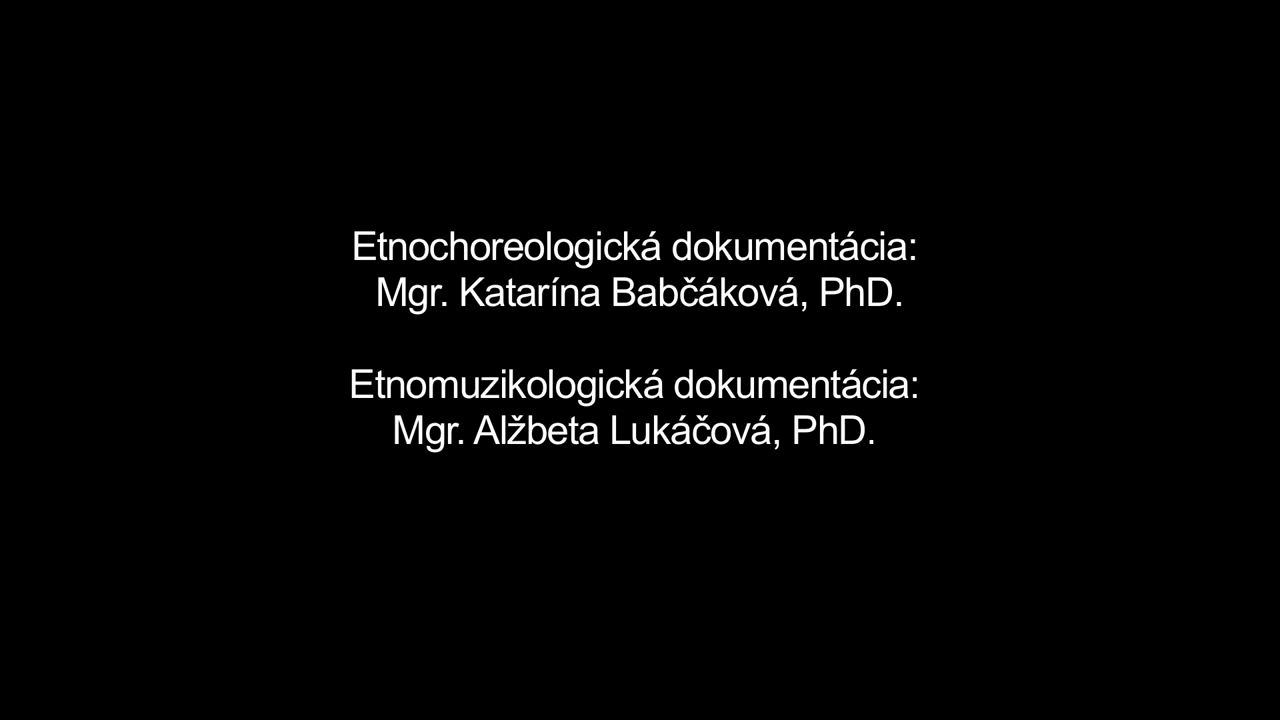 Etnochoreologická dokumentácia:
Mgr. Katarína Babčáková, PhD.
Etnomuzikologická dokumentácia:
Mgr. Alžbeta Lukáčová, PhD.